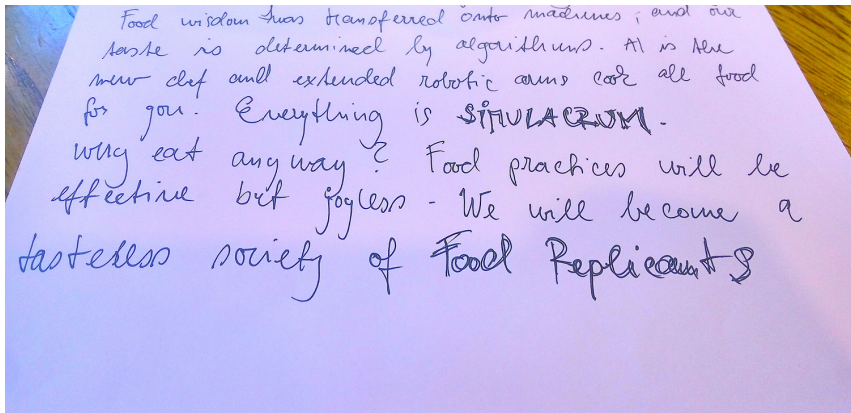 Food wisdom was transferred onto machines, and our
taste is determined by algorithms. AI is the
new chef and extended robotic arms cook all food
for you. Everything is SIMULACRUM.
Why eat anyway? Food practices will be
effective but joyless - We will become a
tasteless society of Food Replicants